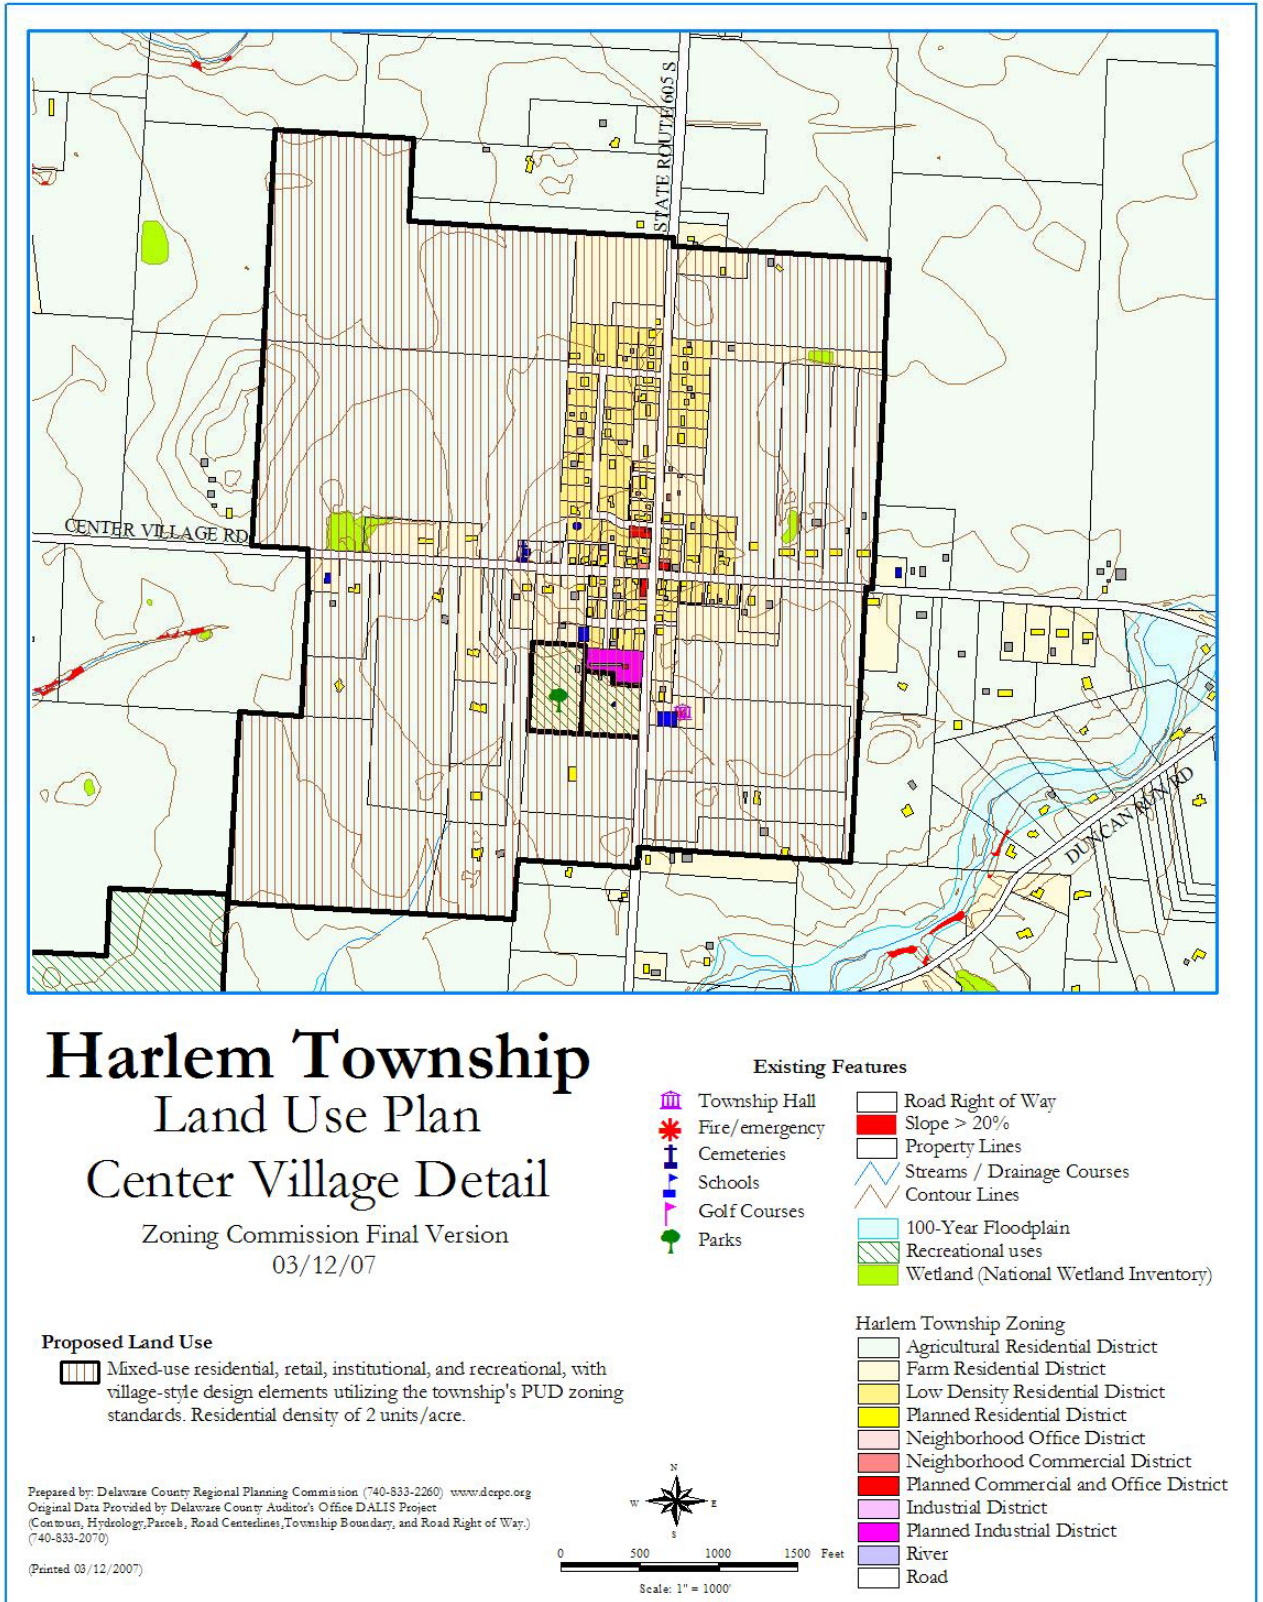 STATE ROUTE 605 S
CENTER VILLAGE RD
DUNCAN RUN RD
Harlem Township
Land Use Plan
Center Village Detail
Zoning Commission Final Version
03/12/07
Proposed Land Use
Mixed-use residential, retail, institutional, and recreational, with
village-style design elements utilizing the township's PUD zoning
standards. Residential density of 2 units/acre.
Prepared by: Delaware County Regional Planning Commission (740-833-2260) www.dcrpc.org
Original Data Provided by Delaware County Auditor's Office DALIS Project
(Contours, Hydrology,Parcels, Road Centerlines,Township Boundary, and Road Right of Way.)
(740-833-2070)
(Printed 03/12/2007)
Existing Features
Township Hall
Fire/emergency
Cemeteries
Schools
Golf Courses
Parks
Road Right of Way
Slope > 20%
Property Lines
Streams / Drainage Courses
Contour Lines
100-Year Floodplain
Recreational uses
Wetland (National Wetland Inventory)
Harlem Township Zoning
Agricultural Residential District
Farm Residential District
Low Density Residential District
Planned Residential District
Neighborhood Office District
Neighborhood Commercial District
Planned Commercial and Office District
Industrial District
Planned Industrial District
River
Road
N
W E
S
0 500 1000 1500 Feet
Scale: 1" = 1000'